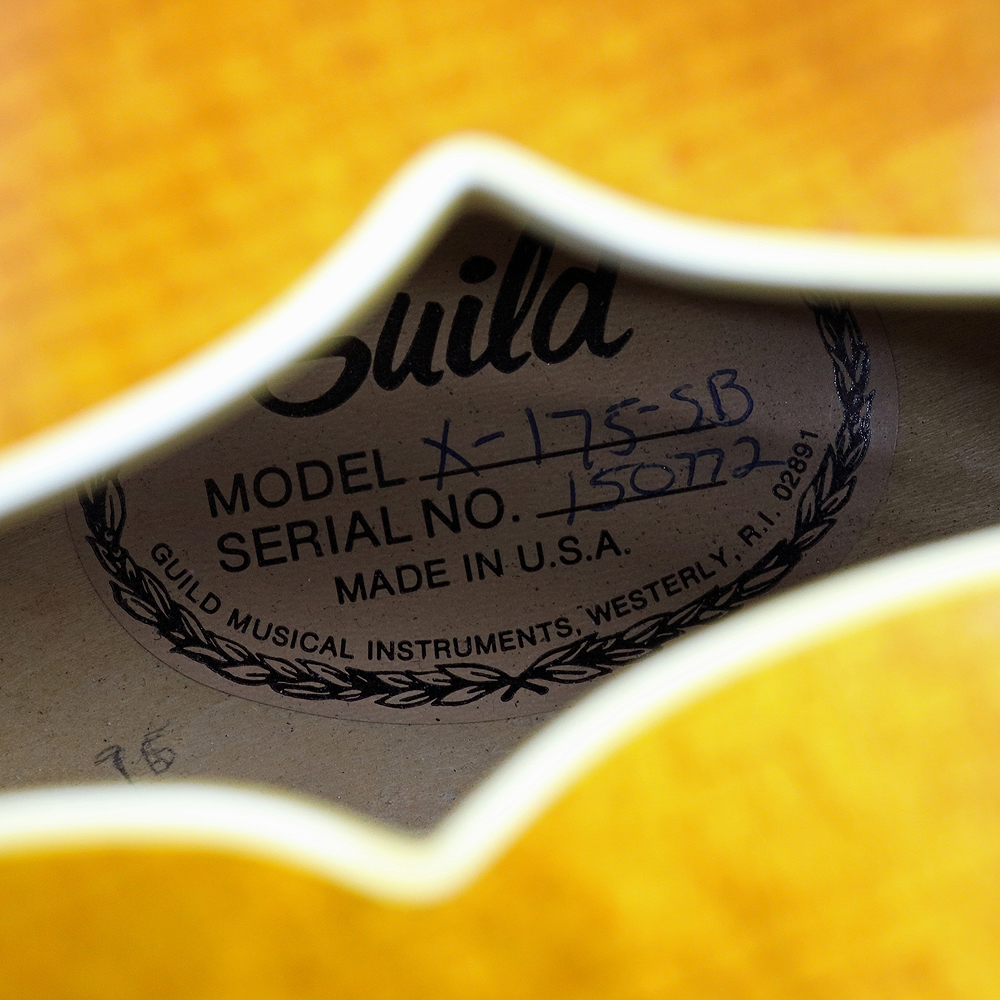 Guild
MODEL X-175-SB
SERIAL NO. 150772
MADE IN U.S.A.
GUILD MUSICAL INSTRUMENTS, WESTERLY, R.I. 02891